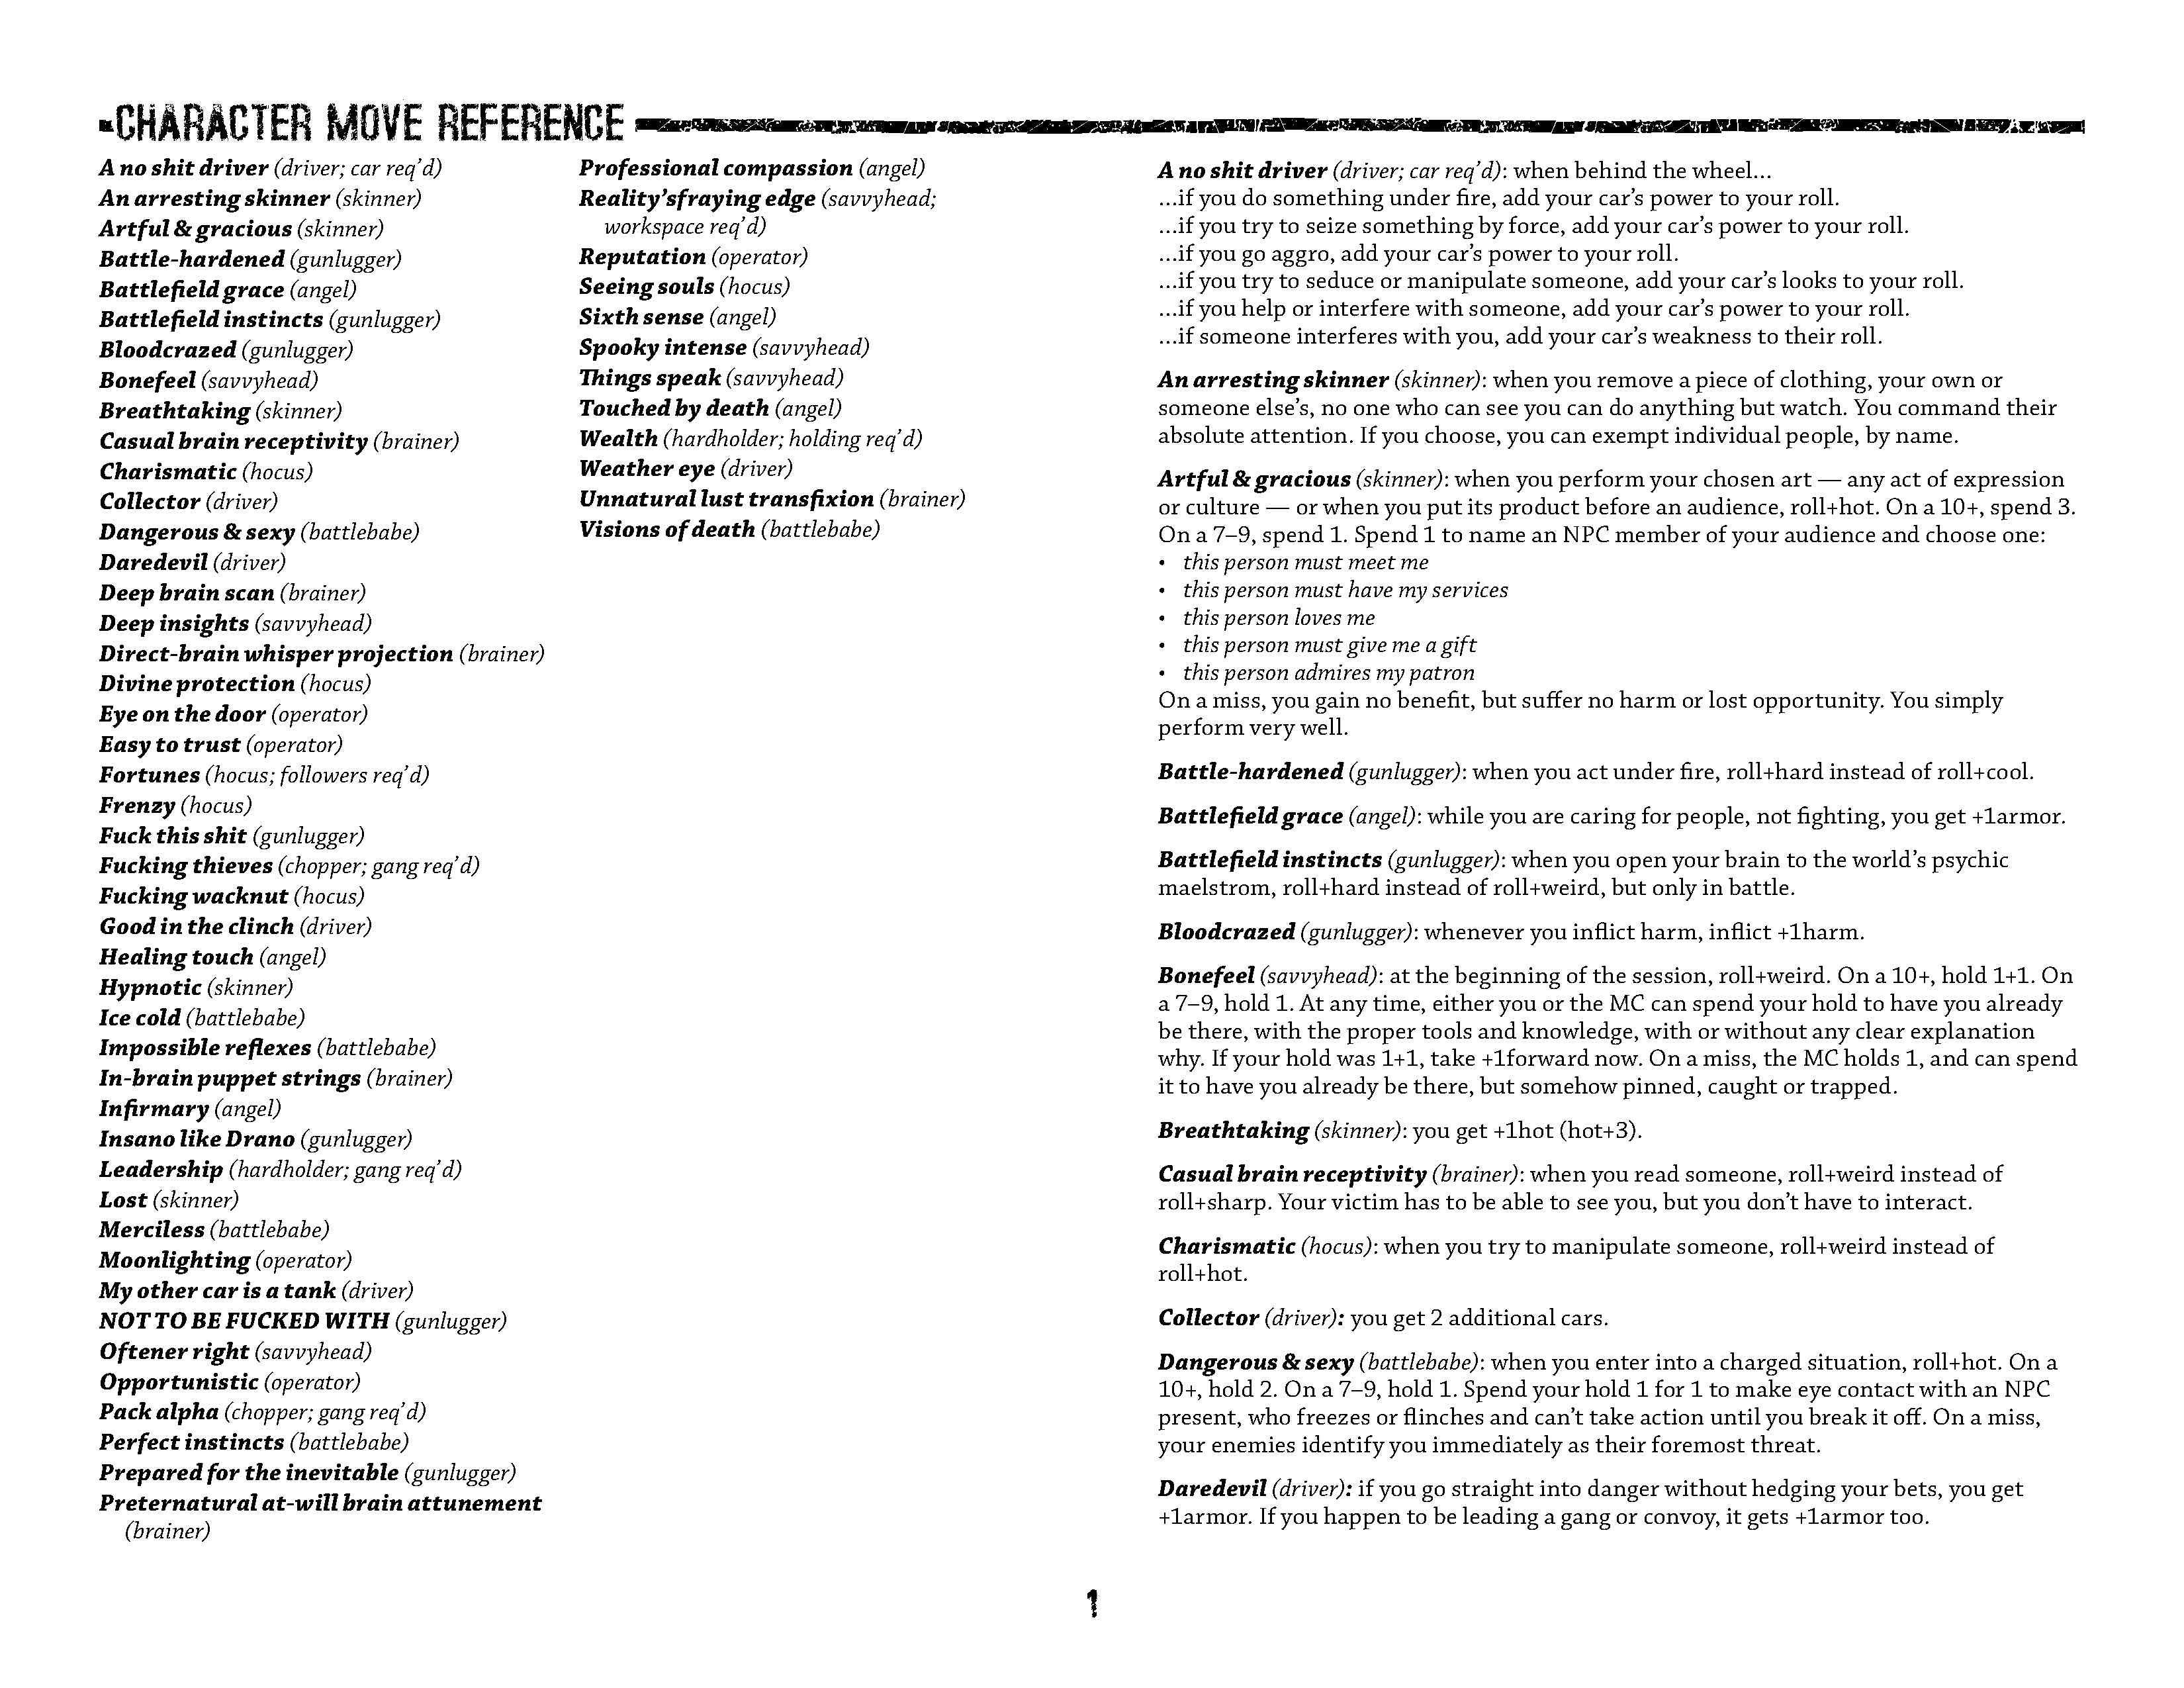 CHARACTER MOVE REFERENCE
A no shit driver (driver; car req’d)
An arresting skinner (skinner)
Artful & gracious (skinner)
Battle-hardened (gunlugger)
Battlefield grace (angel)
Battlefield instincts (gunlugger)
Bloodcrazed (gunlugger)
Bonefeel (savvyhead)
Breathtaking (skinner)
Casual brain receptivity (brainer)
Charismatic (hocus)
Collector (driver)
Dangerous & sexy (battlebabe)
Daredevil (driver)
Deep brain scan (brainer)
Deep insights (savvyhead)
Direct-brain whisper projection (brainer)
Divine protection (hocus)
Eye on the door (operator)
Easy to trust (operator)
Fortunes (hocus; followers req’d)
Frenzy (hocus)
Fuck this shit (gunlugger)
Fucking thieves (chopper; gang req’d)
Fucking wacknut (hocus)
Good in the clinch (driver)
Healing touch (angel)
Hypnotic (skinner)
Ice cold (battlebabe)
Impossible reflexes (battlebabe)
In-brain puppet strings (brainer)
Infirmary (angel)
Insano like Drano (gunlugger)
Leadership (hardholder; gang req’d)
Lost (skinner)
Merciless (battlebabe)
Moonlighting (operator)
My other car is a tank (driver)
NOT TO BE FUCKED WITH (gunlugger)
Oftener right (savvyhead)
Opportunistic (operator)
Pack alpha (chopper; gang req’d)
Perfect instincts (battlebabe)
Prepared for the inevitable (gunlugger)
Preternatural at-will brain attunement
(brainer)
Professional compassion (angel)
Reality’sfraying edge (savvyhead;
workspace req’d)
Reputation (operator)
Seeing souls (hocus)
Sixth sense (angel)
Spooky intense (savvyhead)
Things speak (savvyhead)
Touched by death (angel)
Wealth (hardholder; holding req’d)
Weather eye (driver)
Unnatural lust transfixion (brainer)
Visions of death (battlebabe)
A no shit driver (driver; car req’d): when behind the wheel…
…if you do something under fire, add your car’s power to your roll.
…if you try to seize something by force, add your car’s power to your roll.
…if you go aggro, add your car’s power to your roll.
…if you try to seduce or manipulate someone, add your car’s looks to your roll.
…if you help or interfere with someone, add your car’s power to your roll.
…if someone interferes with you, add your car’s weakness to their roll.
An arresting skinner (skinner): when you remove a piece of clothing, your own or
someone else’s, no one who can see you can do anything but watch. You command their
absolute attention. If you choose, you can exempt individual people, by name.
Artful & gracious (skinner): when you perform your chosen art — any act of expression
or culture — or when you put its product before an audience, roll+hot. On a 10+, spend 3.
On a 7–9, spend 1. Spend 1 to name an NPC member of your audience and choose one:
• this person must meet me
• this person must have my services
• this person loves me
• this person must give me a gift
• this person admires my patron
On a miss, you gain no benefit, but suffer no harm or lost opportunity. You simply
perform very well.
Battle-hardened (gunlugger): when you act under fire, roll+hard instead of roll+cool.
Battlefield grace (angel): while you are caring for people, not fighting, you get +1armor.
Battlefield instincts (gunlugger): when you open your brain to the world’s psychic
maelstrom, roll+hard instead of roll+weird, but only in battle.
Bloodcrazed (gunlugger): whenever you inflict harm, inflict +1harm.
Bonefeel (savvyhead): at the beginning of the session, roll+weird. On a 10+, hold 1+1. On
a 7–9, hold 1. At any time, either you or the MC can spend your hold to have you already
be there, with the proper tools and knowledge, with or without any clear explanation
why. If your hold was 1+1, take +1forward now. On a miss, the MC holds 1, and can spend
it to have you already be there, but somehow pinned, caught or trapped.
Breathtaking (skinner): you get +1hot (hot+3).
Casual brain receptivity (brainer): when you read someone, roll+weird instead of
roll+sharp. Your victim has to be able to see you, but you don’t have to interact.
Charismatic (hocus): when you try to manipulate someone, roll+weird instead of
roll+hot.
Collector (driver): you get 2 additional cars.
Dangerous & sexy (battlebabe): when you enter into a charged situation, roll+hot. On a
10+, hold 2. On a 7–9, hold 1. Spend your hold 1 for 1 to make eye contact with an NPC
present, who freezes or flinches and can’t take action until you break it off. On a miss,
your enemies identify you immediately as their foremost threat.
Daredevil (driver): if you go straight into danger without hedging your bets, you get
+1armor. If you happen to be leading a gang or convoy, it gets +1armor too.
1